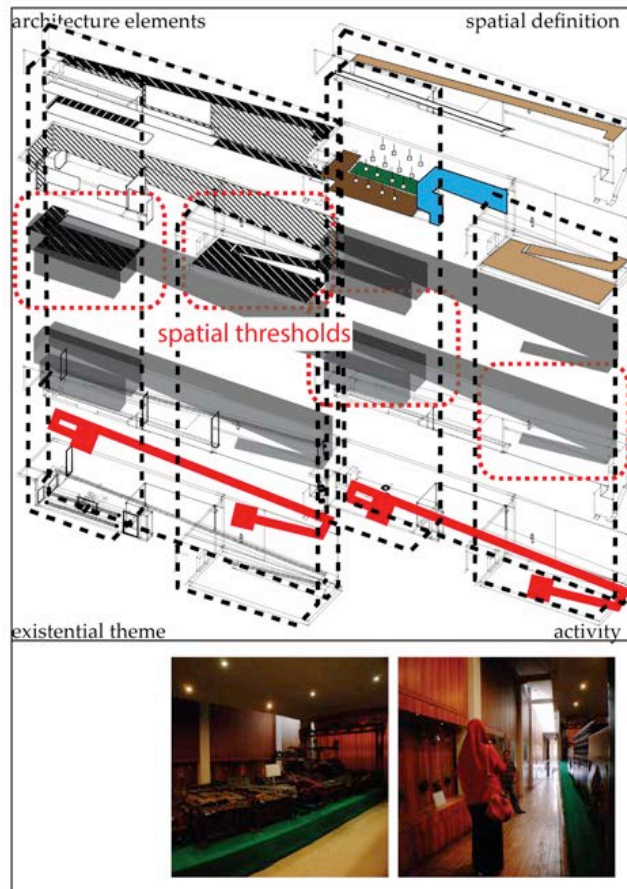 architecture elements
spatial definition
spatial thresholds
existential theme
activity